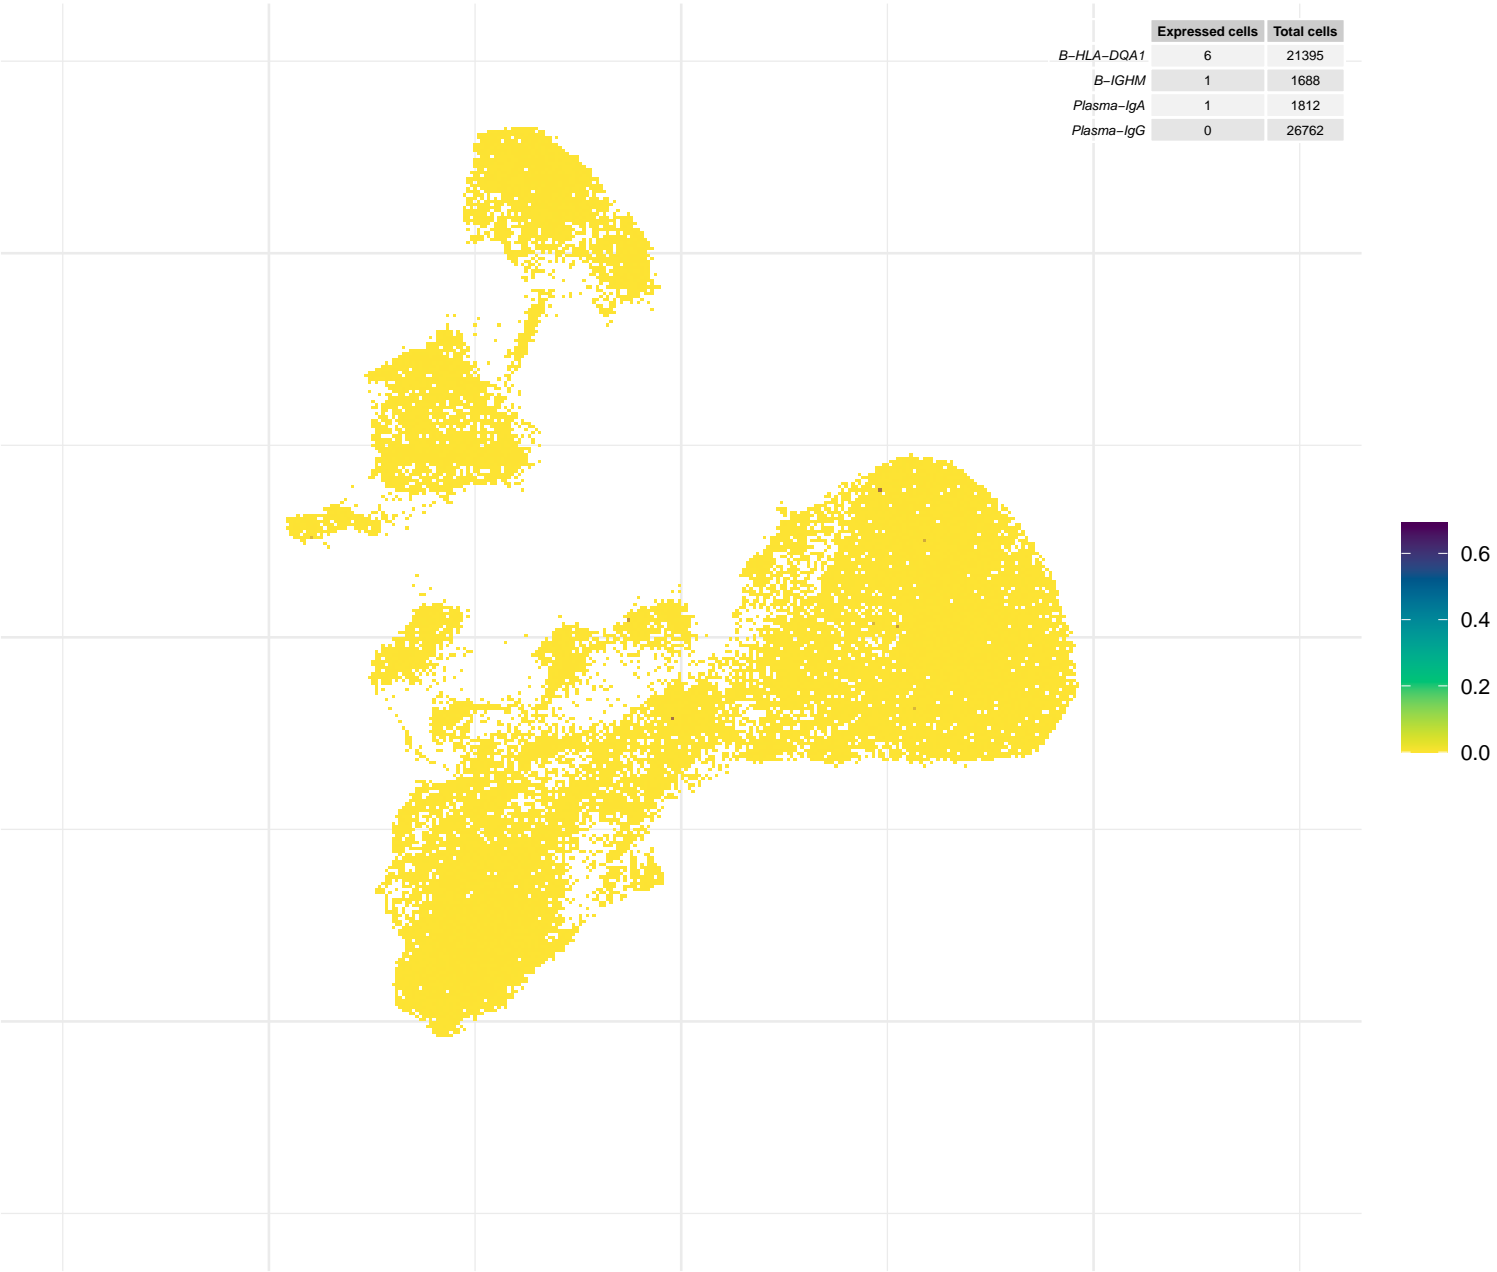 Expressed cells Total cells
B−HLA−DQA1 6 21395
B−IGHM 1 1688
Plasma−IgA 1 1812
Plasma−IgG 0 26762
0.6
0.4
0.2
0.0